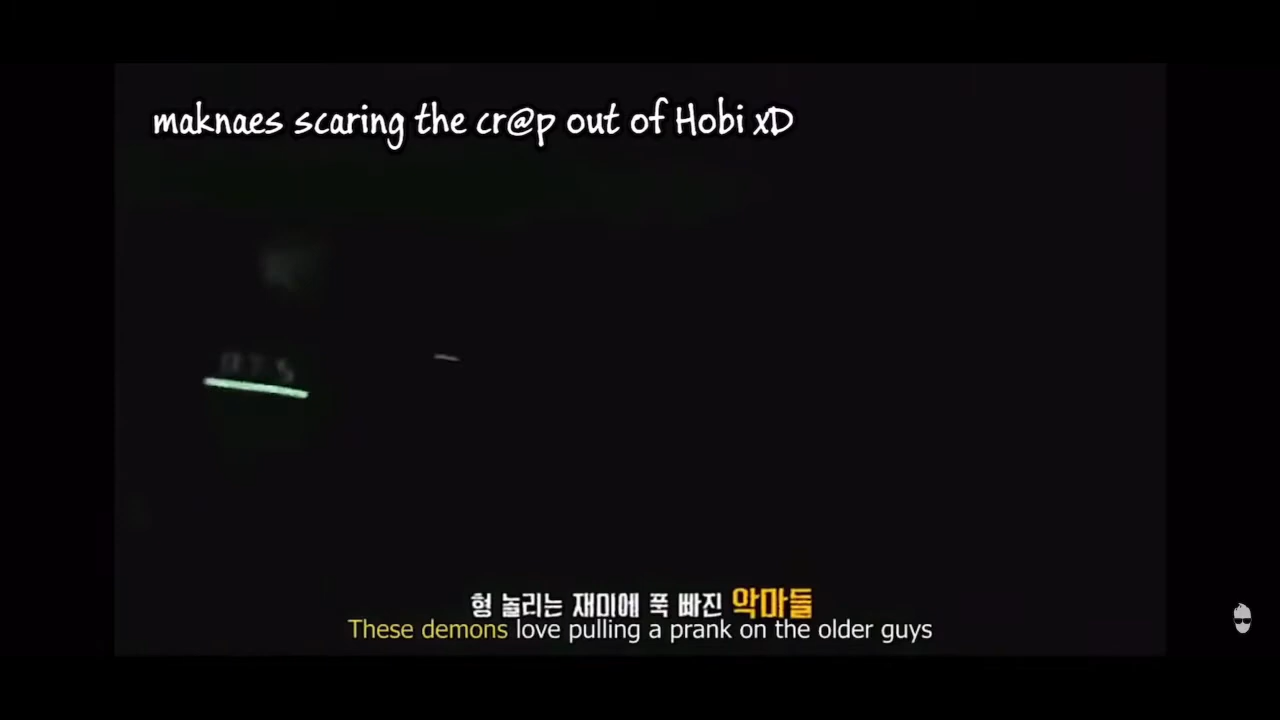 maknaes scaring the cr@p out of Hobi xD
형 놀리는 재미에 푹 빠진 악마들
These demons love pulling a prank on the older guys